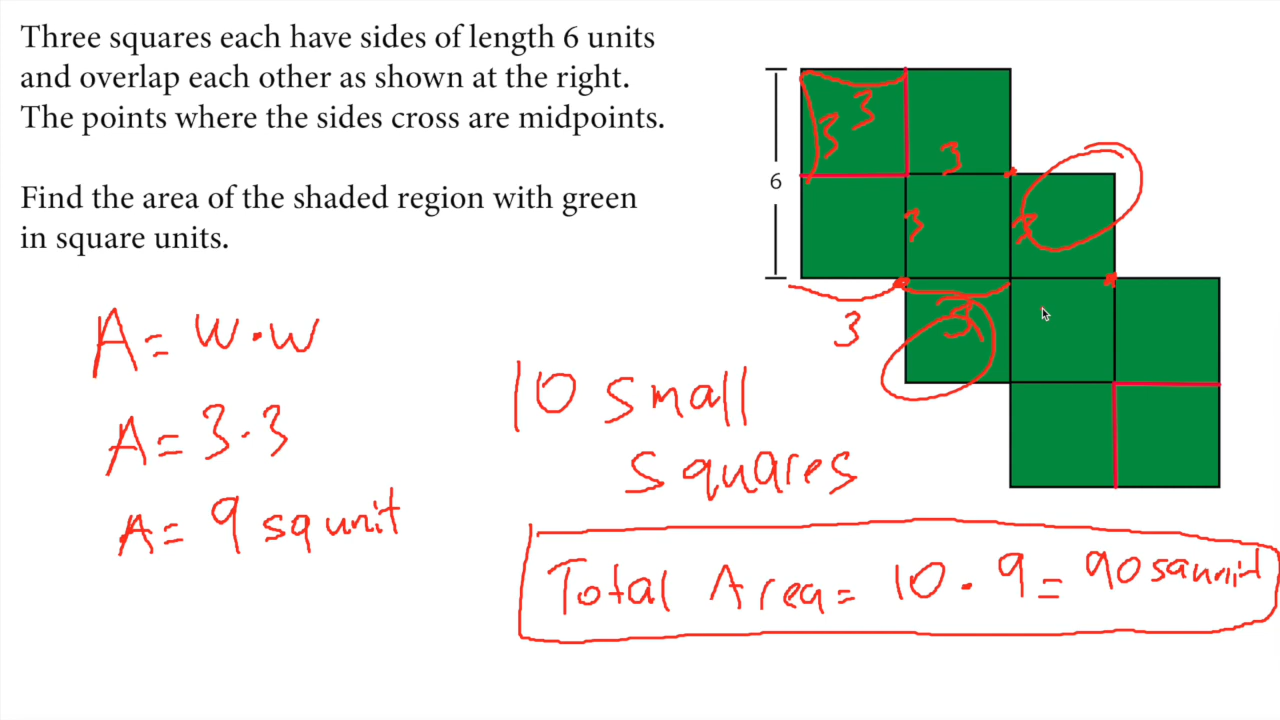 Three squares each have sides of length 6 units
and overlap each other as shown at the right.
The points where the sides cross are midpoints.
Find the area of the shaded region with green
in square units.
3
3
3
6
3
3
3
3
A = W · W
A = 3 · 3
A = 9 sq unit
10 small
squares
Total Area = 10 · 9 = 90 sq unit